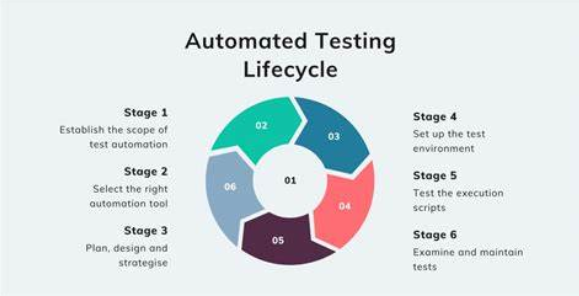 Automated Testing
Lifecycle
Stage 1
Establish the scope of
test automation
Stage 2
Select the right
automation tool
Stage 3
Plan, design and
strategise
02
03
01
06
04
05
Stage 4
Set up the test
environment
Stage 5
Test the execution
scripts
Stage 6
Examine and maintain
tests